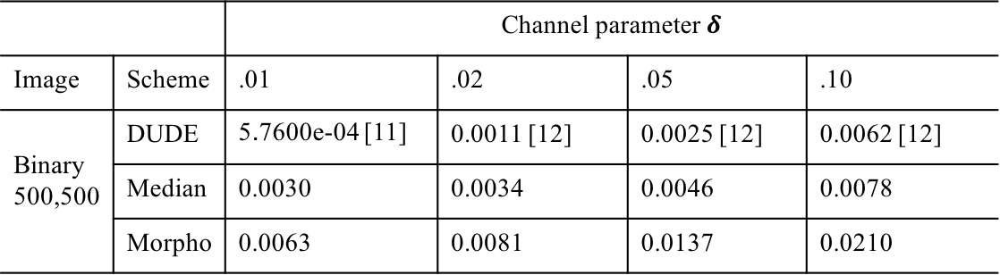 Channel parameter δ
Image Scheme .01 .02 .05 .10
Binary 500,500
DUDE 5.7600e-04 [11] 0.0011 [12] 0.0025 [12] 0.0062 [12]
Median 0.0030 0.0034 0.0046 0.0078
Morpho 0.0063 0.0081 0.0137 0.0210